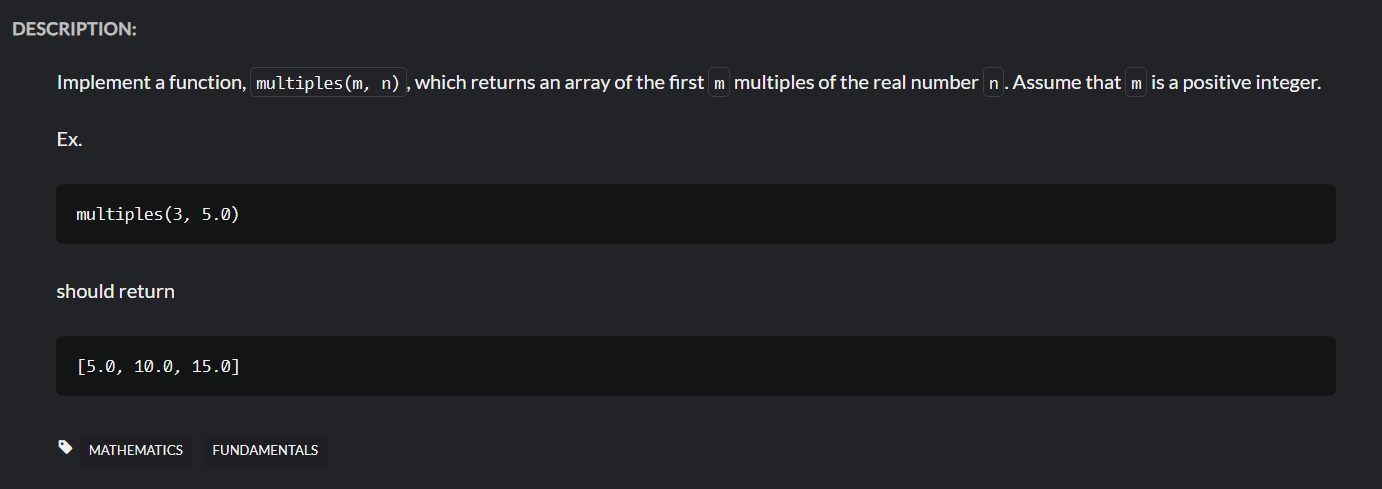 DESCRIPTION:
Implement a function, multiples(m, n), which returns an array of the first m multiples of the real number n. Assume that m is a positive integer.
Ex.
multiples(3, 5.0)
should return
[5.0, 10.0, 15.0]
MATHEMATICS FUNDAMENTALS